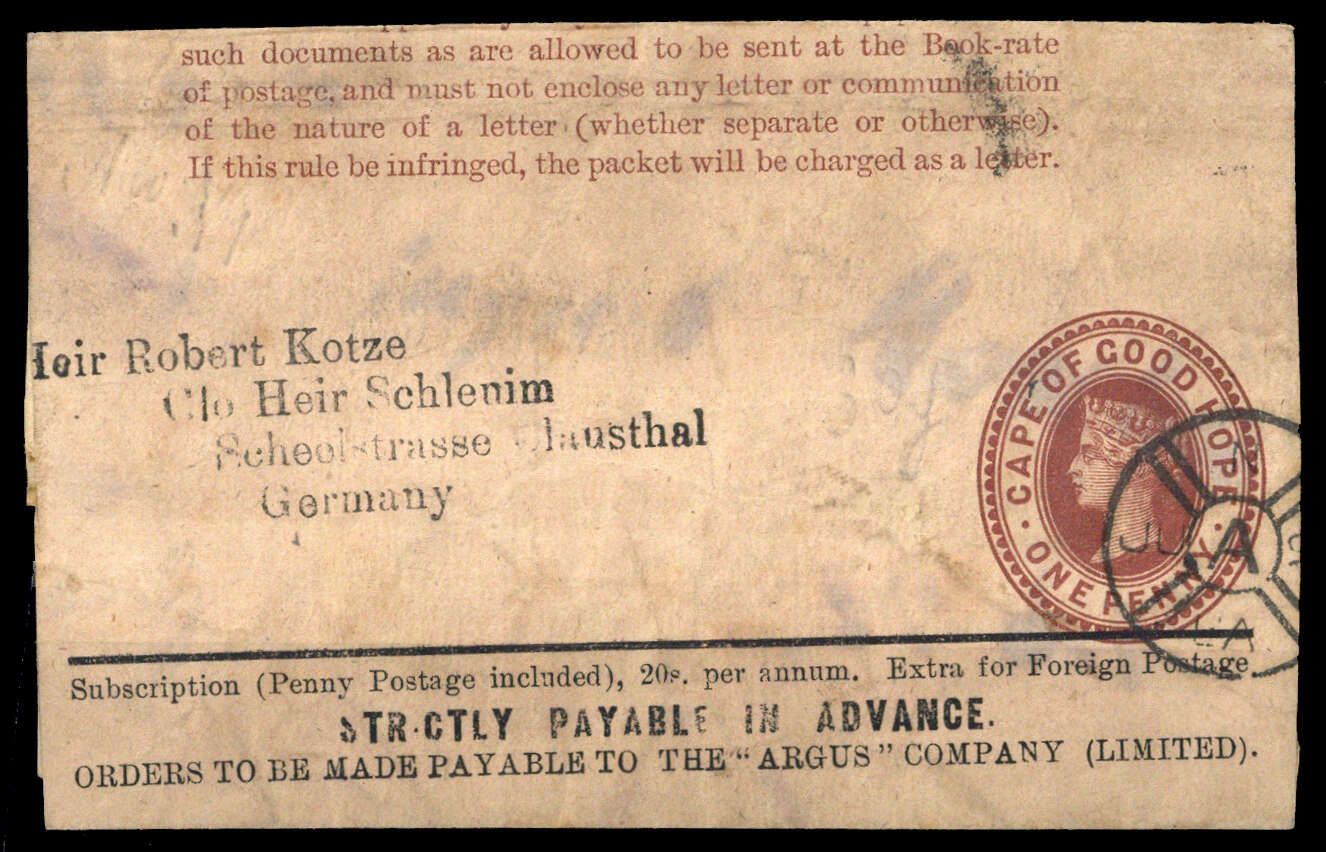 such documents as are allowed to be sent at the Book-rate
of postage, and must not enclose any letter or communication
of the nature of a letter (whether separate or otherwise).
If this rule be infringed, the packet will be charged as a letter.
Heir Robert Kotze
C/o Heir Schlenim
Scheolstrasse Clausthal
Germany
CAPE OF GOOD HOPE
ONE PENNY
A
Subscription (Penny Postage included), 20s. per annum. Extra for Foreign Postage
STRICTLY PAYABLE IN ADVANCE.
ORDERS TO BE MADE PAYABLE TO THE "ARGUS" COMPANY (LIMITED).